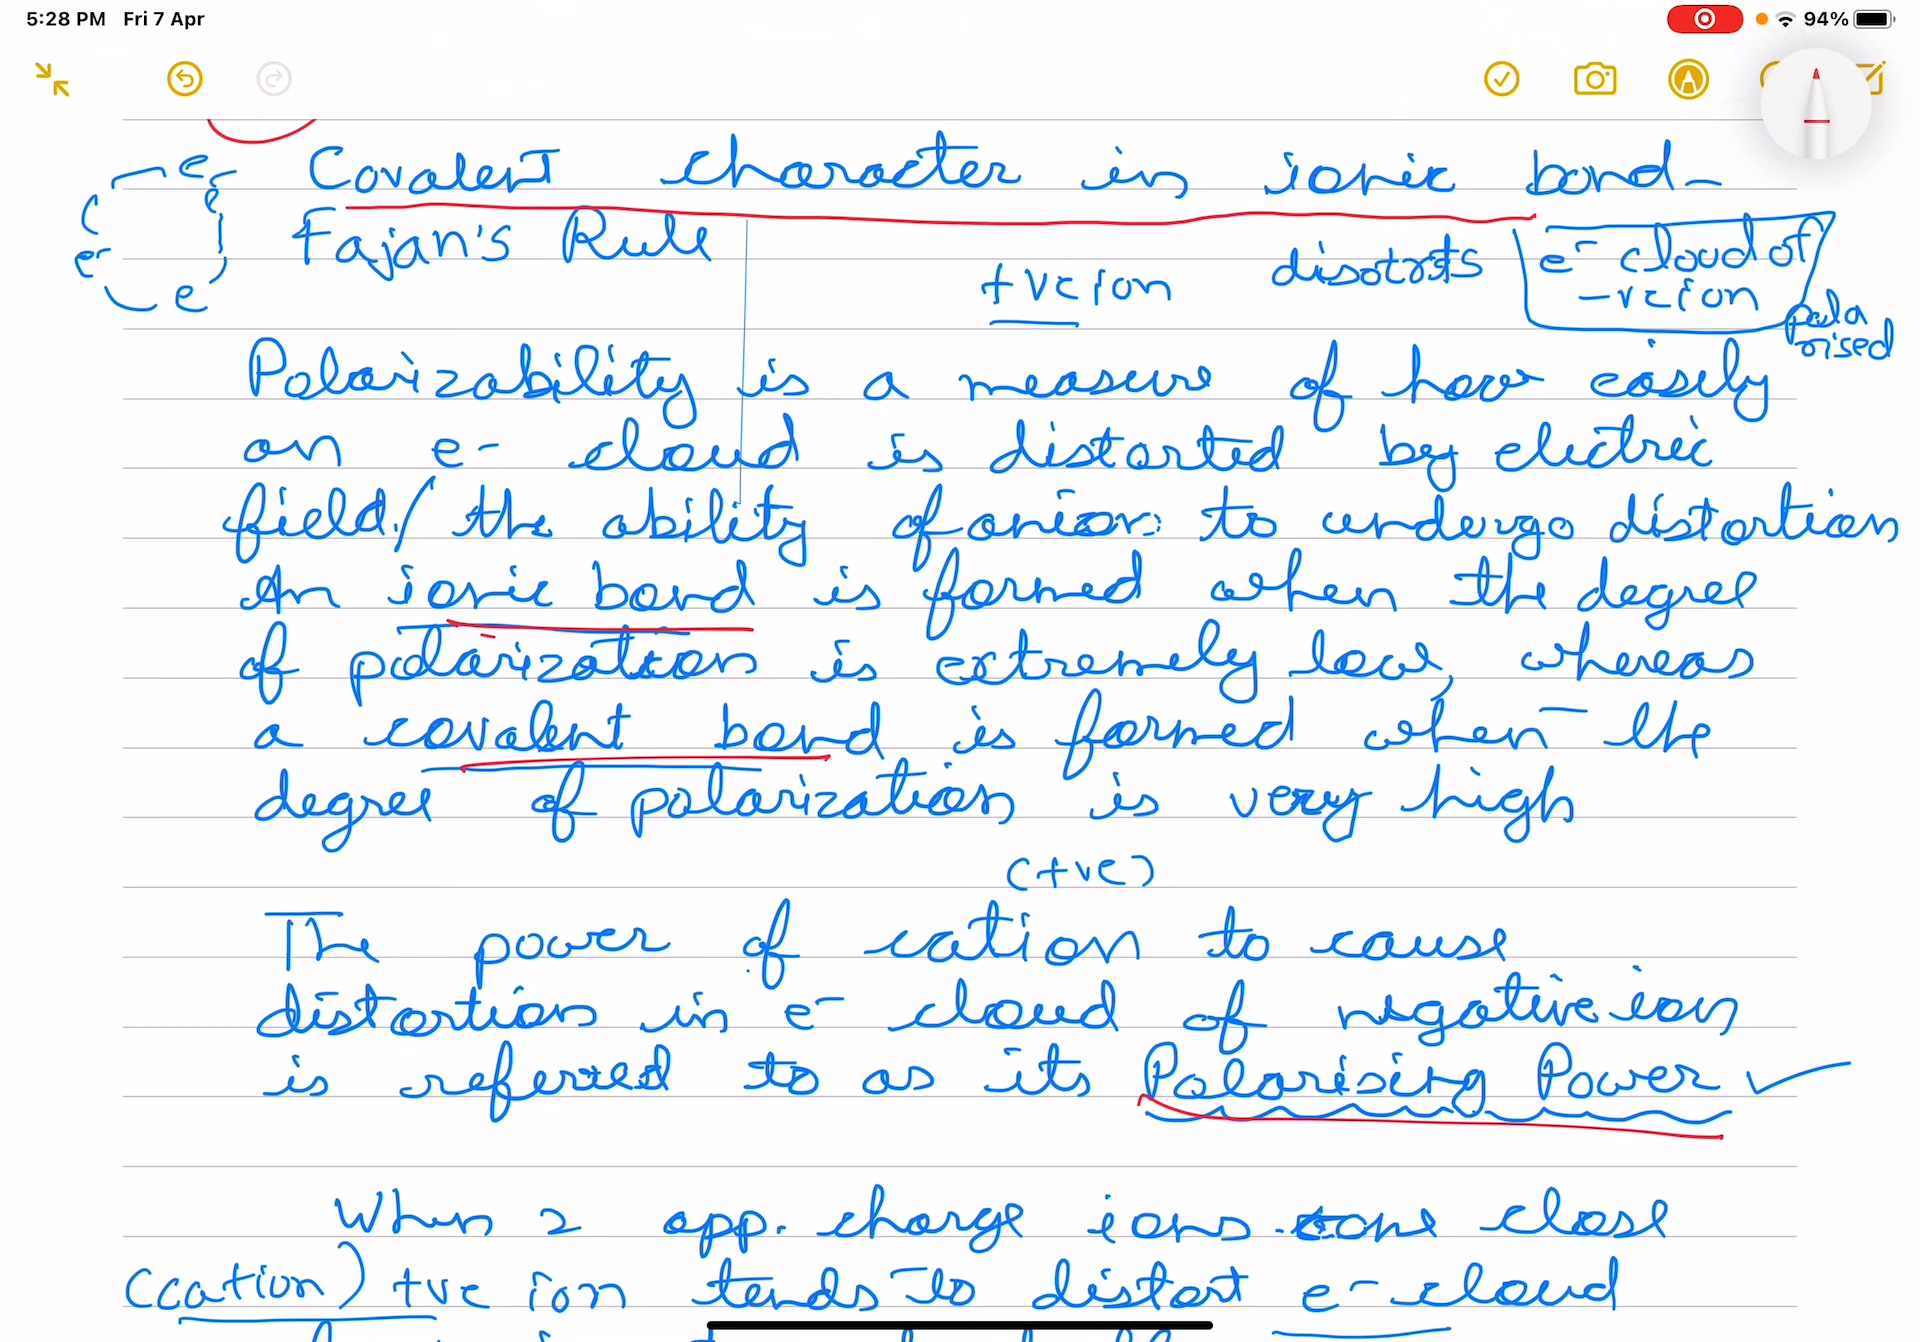 5:28 PM Fri 7 Apr 94%
e-
Covalent character in ionic bond-
Fajan's Rule
e-
e
+ve ion disotrts e- cloud of
-ve ion
pola
rised
Polarizability is a measure of how easily
an e- cloud is distorted by electric
field/ the ability of anion to undergo distortion
An ionic bond is formed when the degree
of polarization is extremely low, whereas
a covalent bond is formed when the
degree of polarization is very high
(+ve)
The power of cation to cause
distortion in e- cloud of negative ion
is referred to as its Polarising Power
When 2 opp. charge ions come close
(cation) +ve ion tends to distort e- cloud